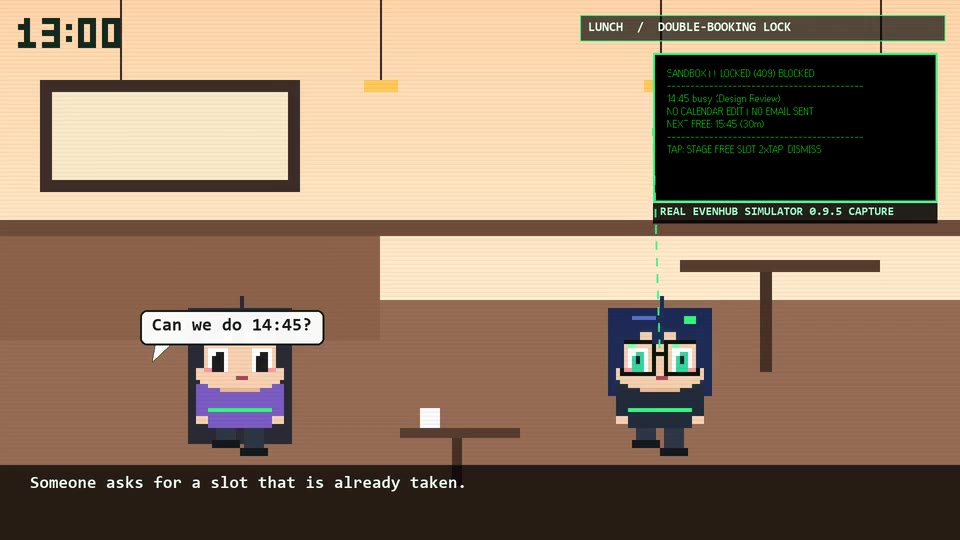 13:00
LUNCH / DOUBLE-BOOKING LOCK
SANDBOX !! LOCKED (409) BLOCKED
14:45 busy (Design Review)
NO CALENDAR EDIT | NO EMAIL SENT
NEXT FREE: 15:45 (30m)
TAP: STAGE FREE SLOT 2xTAP: DISMISS
REAL EVENHUB SIMULATOR 0.9.5 CAPTURE
Can we do 14:45?
Someone asks for a slot that is already taken.